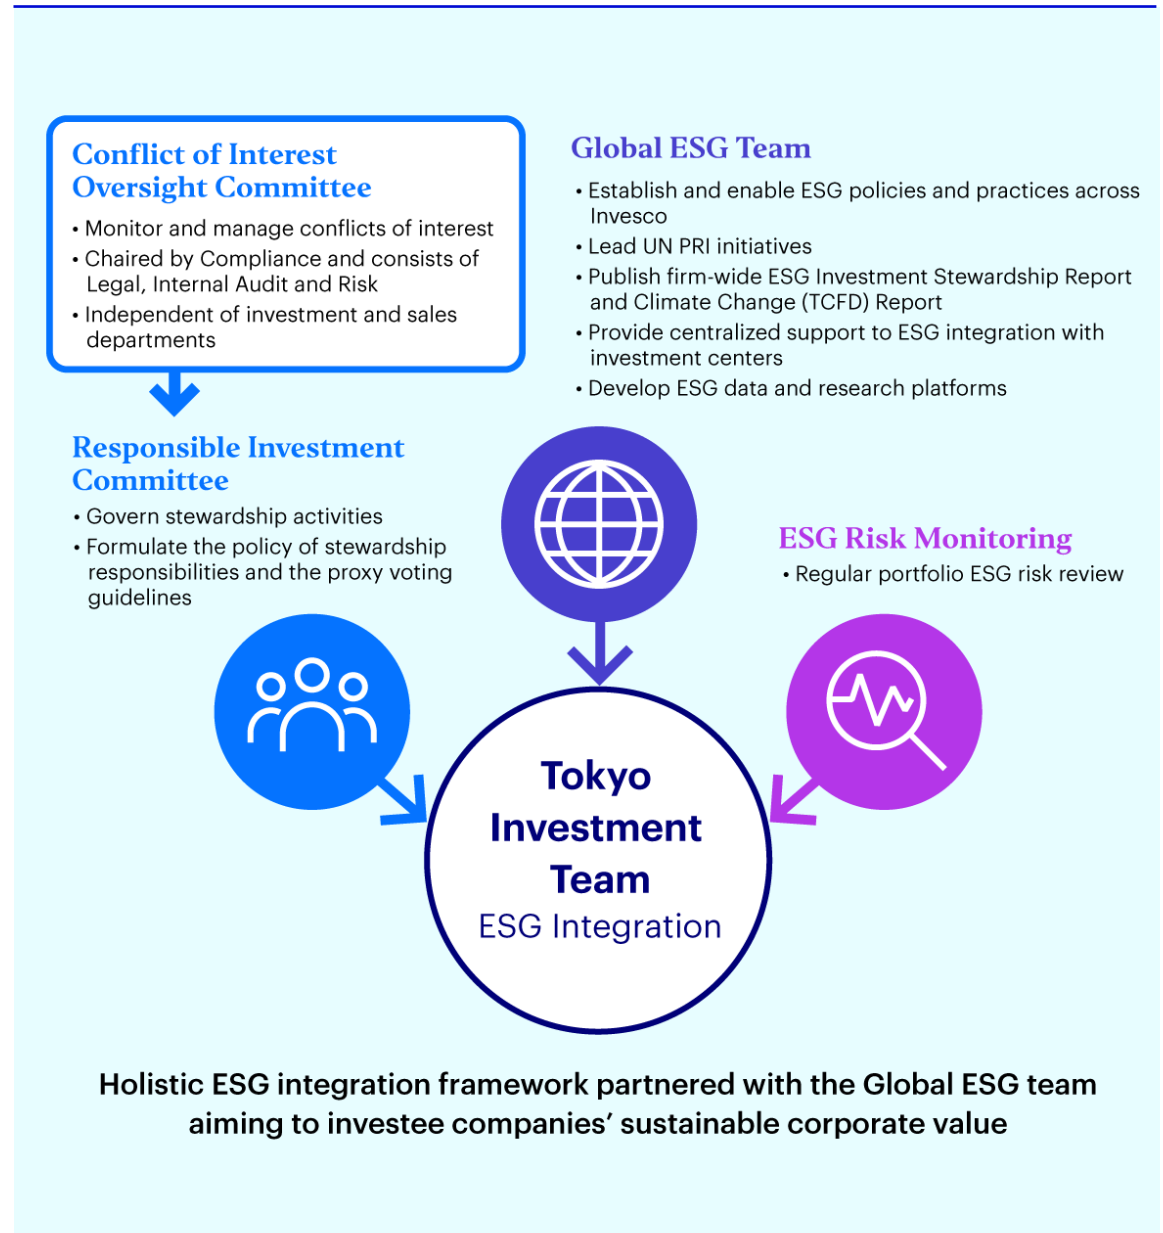 Conflict of Interest
Oversight Committee
• Monitor and manage conflicts of interest
• Chaired by Compliance and consists of
Legal, Internal Audit and Risk
• Independent of investment and sales
departments
Global ESG Team
• Establish and enable ESG policies and practices across
Invesco
• Lead UN PRI initiatives
• Publish firm-wide ESG Investment Stewardship Report
and Climate Change (TCFD) Report
• Provide centralized support to ESG integration with
investment centers
• Develop ESG data and research platforms
Responsible Investment
Committee
• Govern stewardship activities
• Formulate the policy of stewardship
responsibilities and the proxy voting
guidelines
ESG Risk Monitoring
• Regular portfolio ESG risk review
Tokyo
Investment
Team
ESG Integration
Holistic ESG integration framework partnered with the Global ESG team
aiming to investee companies’ sustainable corporate value